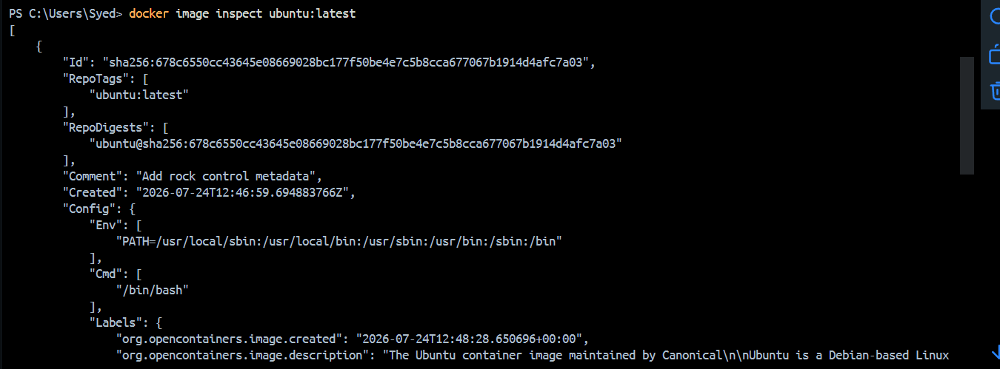 PS C:\Users\Syed> docker image inspect ubuntu:latest
[
    {
        "Id": "sha256:678c6550cc43645e08669028bc177f50be4e7c5b8cca677067b1914d4afc7a03",
        "RepoTags": [
            "ubuntu:latest"
        ],
        "RepoDigests": [
            "ubuntu@sha256:678c6550cc43645e08669028bc177f50be4e7c5b8cca677067b1914d4afc7a03"
        ],
        "Comment": "Add rock control metadata",
        "Created": "2026-07-24T12:46:59.694883766Z",
        "Config": {
            "Env": [
                "PATH=/usr/local/sbin:/usr/local/bin:/usr/sbin:/usr/bin:/sbin:/bin"
            ],
            "Cmd": [
                "/bin/bash"
            ],
            "Labels": {
                "org.opencontainers.image.created": "2026-07-24T12:48:28.650696+00:00",
                "org.opencontainers.image.description": "The Ubuntu container image maintained by Canonical\n\nUbuntu is a Debian-based Linux